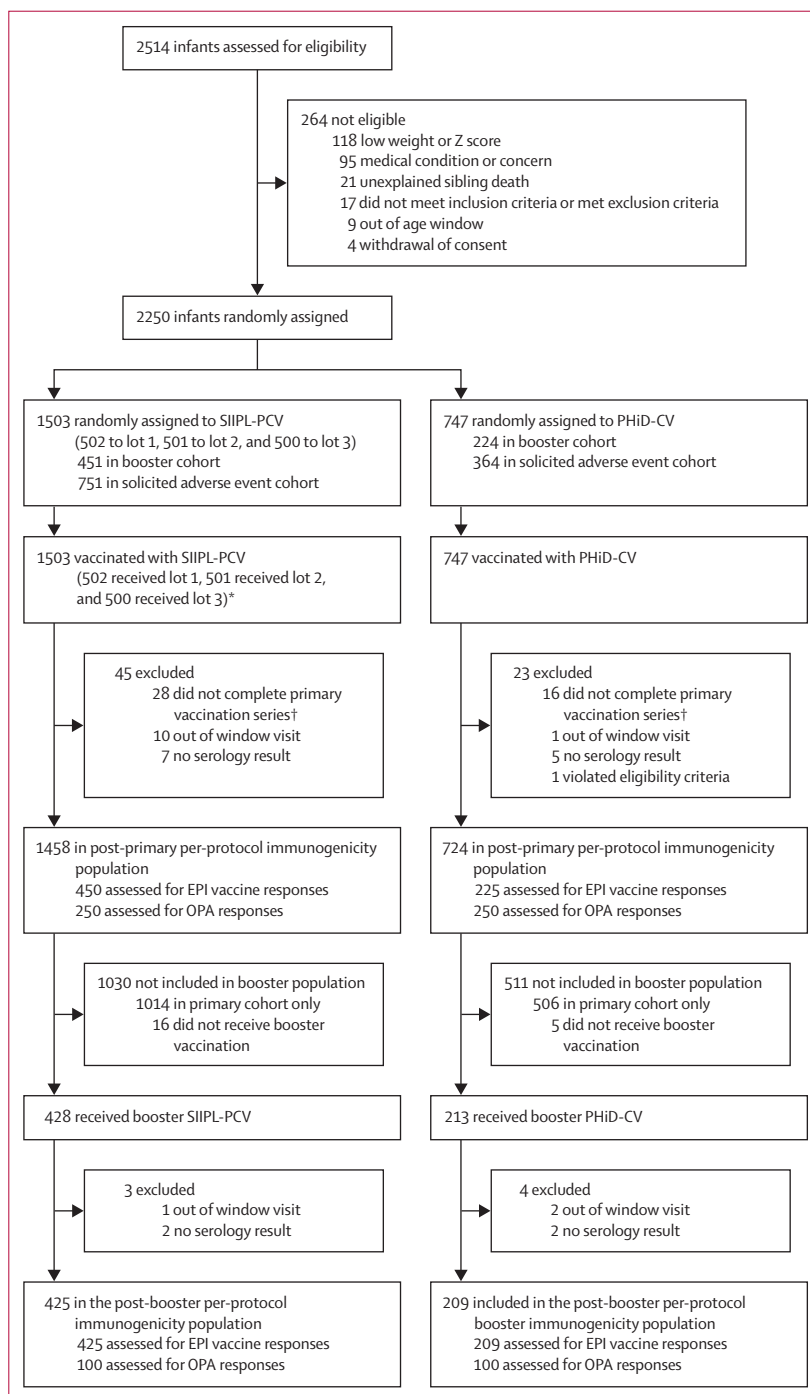 2514 infants assessed for eligibility
264 not eligible
118 low weight or Z score
95 medical condition or concern
21 unexplained sibling death
17 did not meet inclusion criteria or met exclusion criteria
9 out of age window
4 withdrawal of consent
2250 infants randomly assigned
1503 randomly assigned to SIIPL-PCV
(502 to lot 1, 501 to lot 2, and 500 to lot 3)
451 in booster cohort
751 in solicited adverse event cohort
747 randomly assigned to PHiD-CV
224 in booster cohort
364 in solicited adverse event cohort
1503 vaccinated with SIIPL-PCV
(502 received lot 1, 501 received lot 2,
and 500 received lot 3)*
747 vaccinated with PHiD-CV
45 excluded
28 did not complete primary
vaccination series†
10 out of window visit
7 no serology result
23 excluded
16 did not complete primary
vaccination series†
1 out of window visit
5 no serology result
1 violated eligibility criteria
1458 in post-primary per-protocol immunogenicity
population
450 assessed for EPI vaccine responses
250 assessed for OPA responses
724 in post-primary per-protocol immunogenicity
population
225 assessed for EPI vaccine responses
250 assessed for OPA responses
1030 not included in booster population
1014 in primary cohort only
16 did not receive booster
vaccination
511 not included in booster population
506 in primary cohort only
5 did not receive booster
vaccination
428 received booster SIIPL-PCV
213 received booster PHiD-CV
3 excluded
1 out of window visit
2 no serology result
4 excluded
2 out of window visit
2 no serology result
425 in the post-booster per-protocol
immunogenicity population
425 assessed for EPI vaccine responses
100 assessed for OPA responses
209 included in the post-booster per-protocol
booster immunogenicity population
209 assessed for EPI vaccine responses
100 assessed for OPA responses